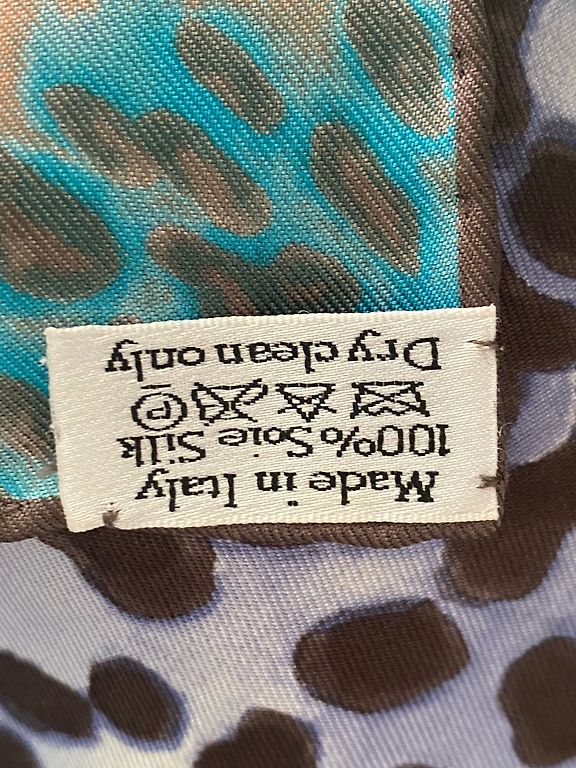 Made in Italy
100% Soie Silk
P
Dry clean only